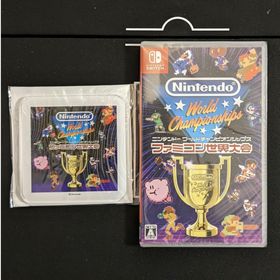 Nintendo
World
Championships
ファミコン世界大会
NINTENDO
SWITCH
Nintendo
World
Championships
ニンテンドー ワールドチャンピオンシップス
ファミコン世界大会
A